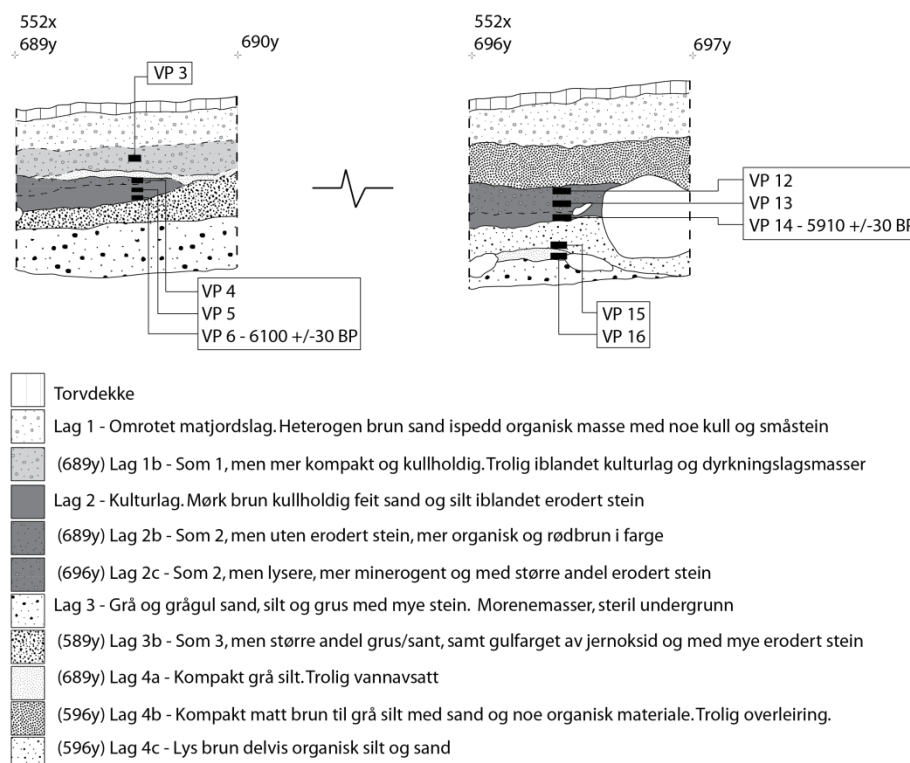 552x
689y
690y
552x
696y
697y
VP 3
VP 4
VP 5
VP 6 - 6100 +/-30 BP
VP 12
VP 13
VP 14 - 5910 +/-30 BP
VP 15
VP 16
Torvdekke
Lag 1 - Omrotet matjordslag. Heterogen brun sand ispedd organisk masse med noe kull og småstein
(689y) Lag 1b - Som 1, men mer kompakt og kullholdig. Trolig iblandet kulturlag og dyrkningslagsmasser
Lag 2 - Kulturlag. Mørk brun kullholdig feit sand og silt iblandet erodert stein
(689y) Lag 2b - Som 2, men uten erodert stein, mer organisk og rødbrun i farge
(696y) Lag 2c - Som 2, men lysere, mer minerogent og med større andel erodert stein
Lag 3 - Grå og grågul sand, silt og grus med mye stein. Morenemasser, steril undergrunn
(589y) Lag 3b - Som 3, men større andel grus/sant, samt gulfarget av jernoksid og med mye erodert stein
(689y) Lag 4a - Kompakt grå silt. Trolig vannavsatt
(596y) Lag 4b - Kompakt matt brun til grå silt med sand og noe organisk materiale. Trolig overleiring.
(596y) Lag 4c - Lys brun delvis organisk silt og sand